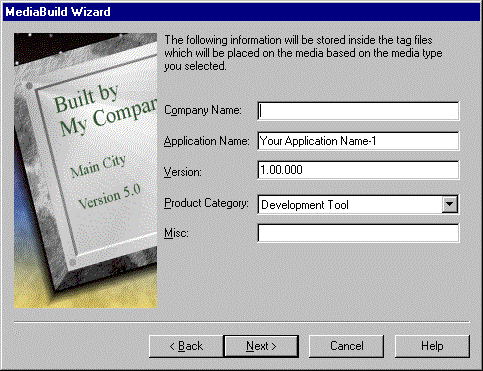 MediaBuild Wizard
The following information will be stored inside the tag files
which will be placed on the media based on the media type
you selected.
Built by
My Compan
Main City
Version 5.0
Company Name:
Application Name: Your Application Name-1
Version: 1.00.000
Product Category: Development Tool
Misc:
< Back Next > Cancel Help